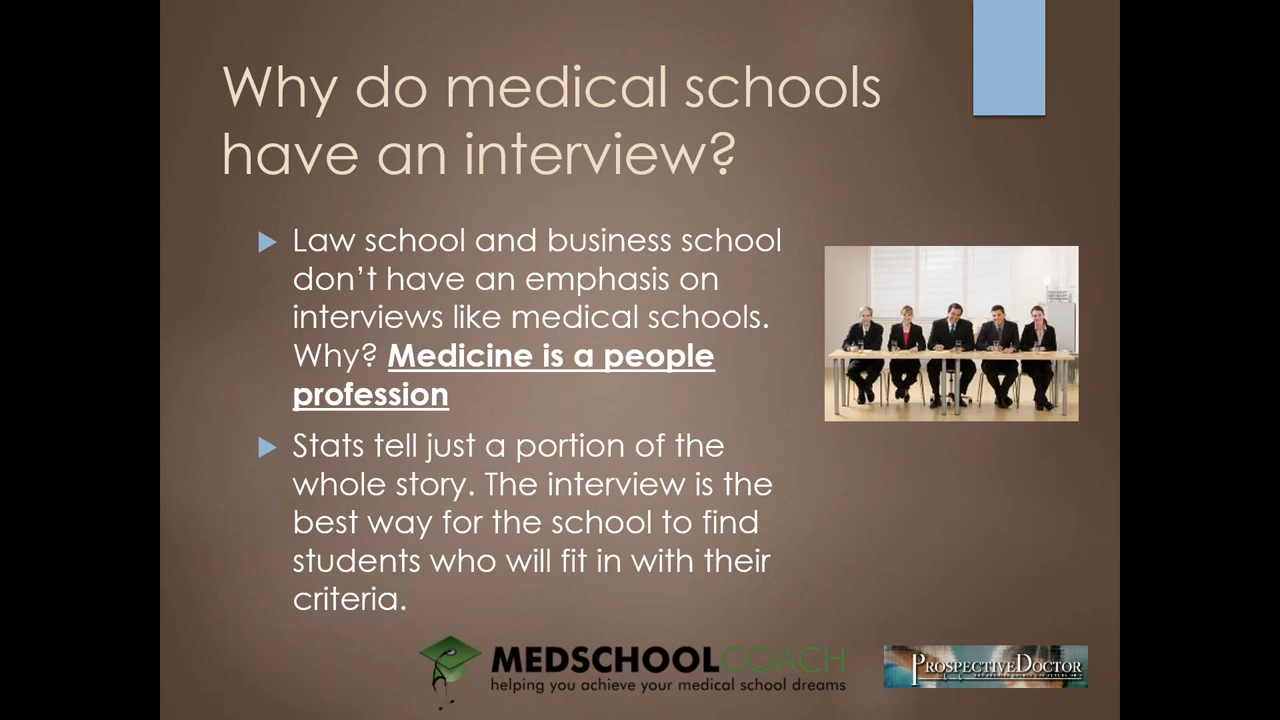 Why do medical schools
have an interview?
Law school and business school
don't have an emphasis on
interviews like medical schools.
Why? Medicine is a people
profession
Stats tell just a portion of the
whole story. The interview is the
best way for the school to find
students who will fit in with their
criteria.
MEDSCHOOLCOACH
helping you achieve your medical school dreams
PROSPECTIVEDOCTOR